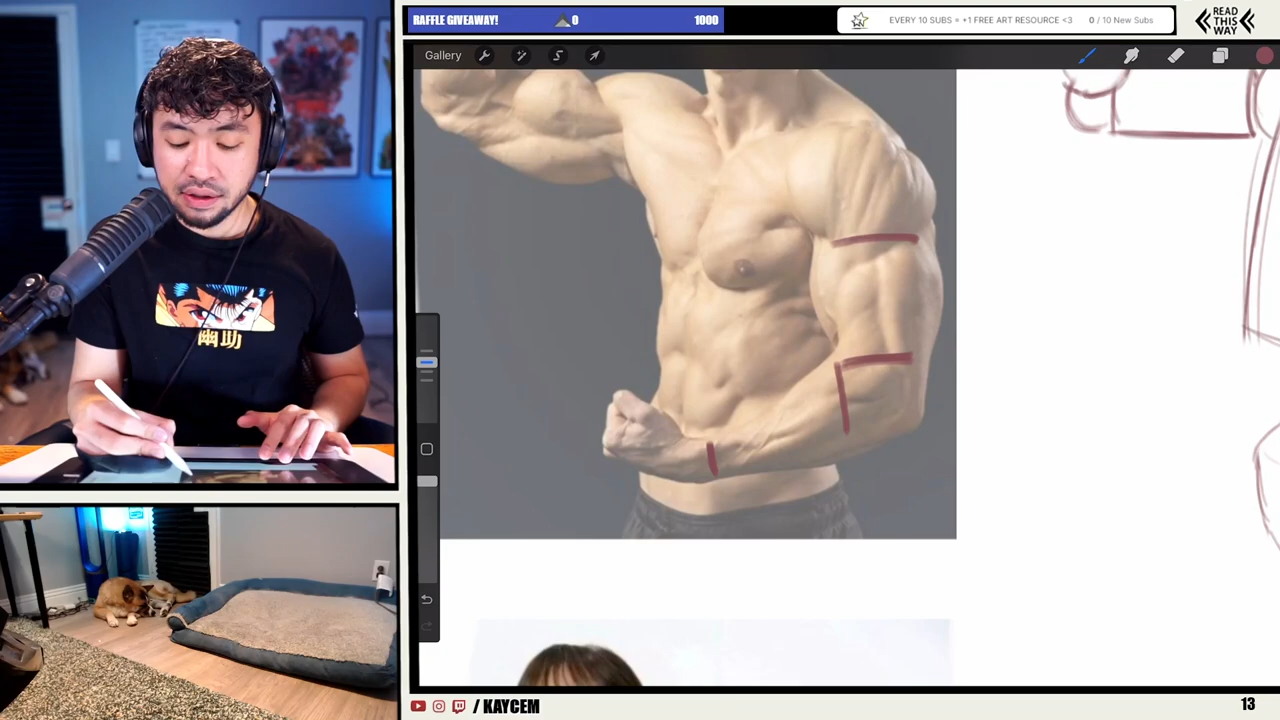 RAFFLE GIVEAWAY!
0
1000
EVERY 10 SUBS = +1 FREE ART RESOURCE <3
0 / 10 New Subs
READ
THIS
WAY
Gallery
幽助
/ KAYCEM
13